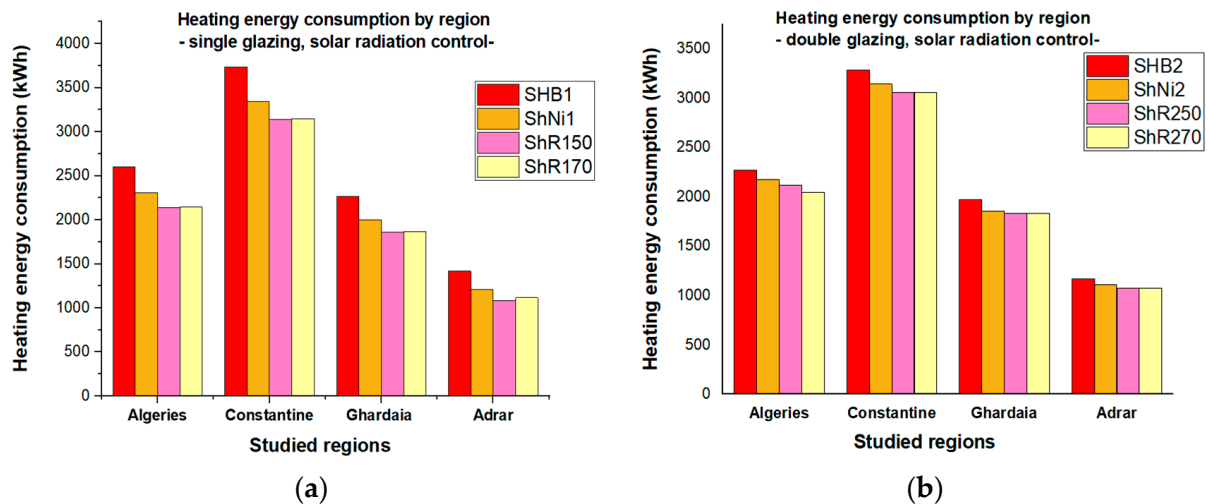 Heating energy consumption by region
- single glazing, solar radiation control-
Heating energy consumption (kWh)
4000
3500
3000
2500
2000
1500
1000
500
0
SHB1
ShNi1
ShR150
ShR170
Algeries Constantine Ghardaia Adrar
Studied regions
(a)
Heating energy consumption by region
- double glazing, solar radiation control-
Heating energy consumption (kWh)
3500
3000
2500
2000
1500
1000
500
0
SHB2
ShNi2
ShR250
ShR270
Algeries Constantine Ghardaia Adrar
Studied regions
(b)